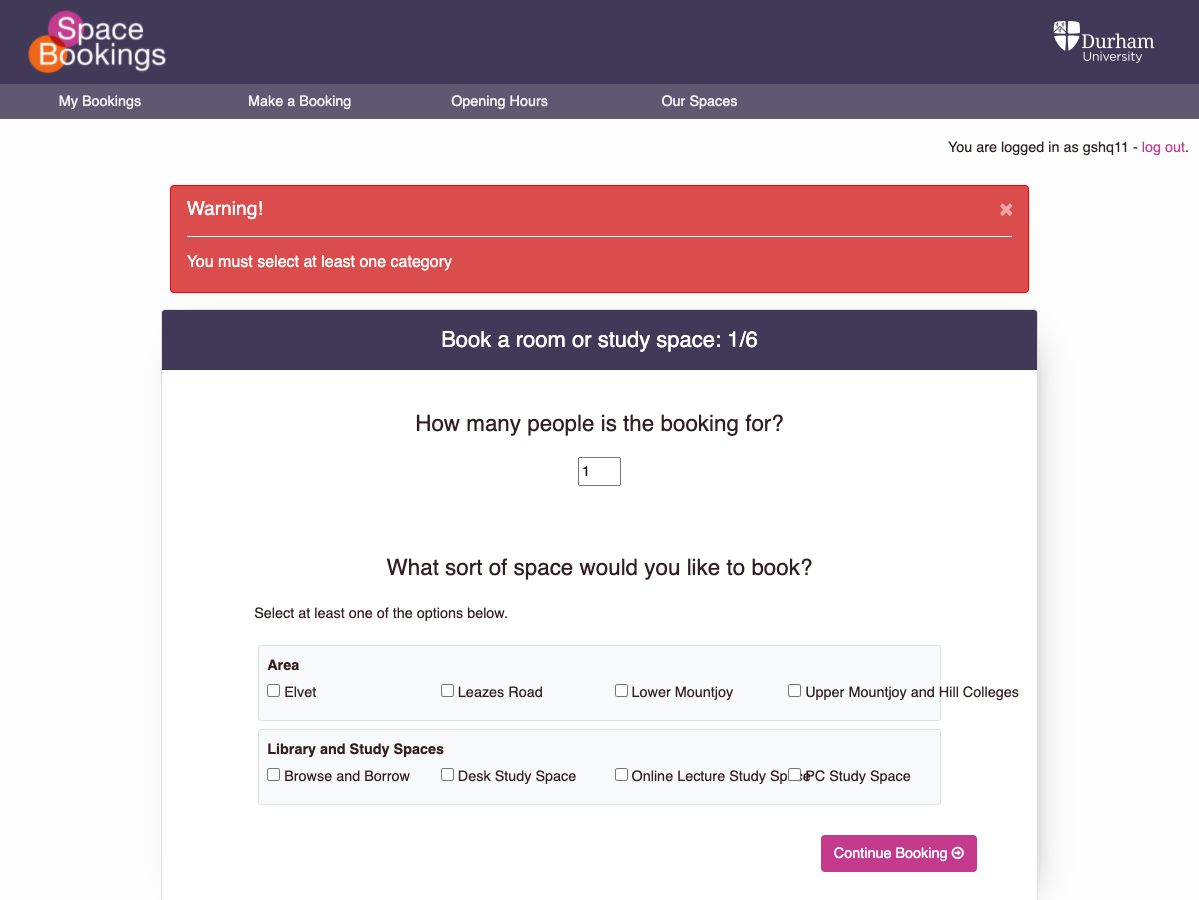 Space
Bookings
Durham
University
My Bookings
Make a Booking
Opening Hours
Our Spaces
You are logged in as gshq11 - log out.
Warning!
×
You must select at least one category
Book a room or study space: 1/6
How many people is the booking for?
1
What sort of space would you like to book?
Select at least one of the options below.
Area
Elvet
Leazes Road
Lower Mountjoy
Upper Mountjoy and Hill Colleges
Library and Study Spaces
Browse and Borrow
Desk Study Space
Online Lecture Study Space
PC Study Space
Continue Booking